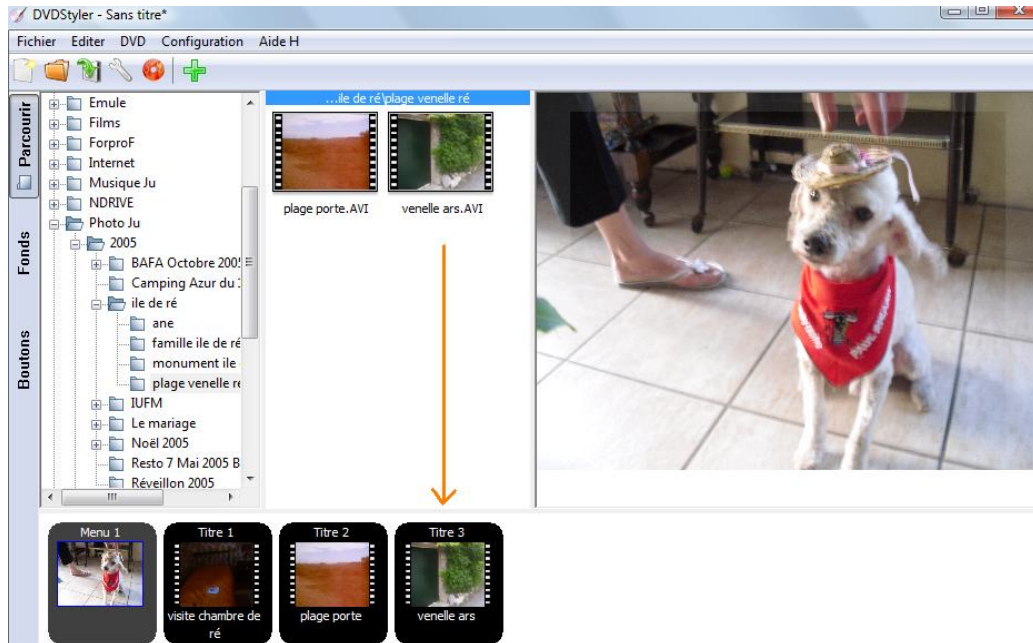 DVDStyler - Sans titre*
Fichier Editer DVD Configuration Aide H
Parcourir
Fonds
Boutons
Emule
Films
ForproF
Internet
Musique Ju
NDRIVE
Photo Ju
2005
BAFA Octobre 200
Camping Azur du
ile de ré
ane
famille ile de ré
monument ile
plage venelle ré
IUFM
Le mariage
Noël 2005
Resto 7 Mai 2005 B
Réveillon 2005
...ile de ré\plage venelle ré
plage porte.AVI
venelle ars.AVI
Menu 1
Titre 1
visite chambre de
ré
Titre 2
plage porte
Titre 3
venelle ars